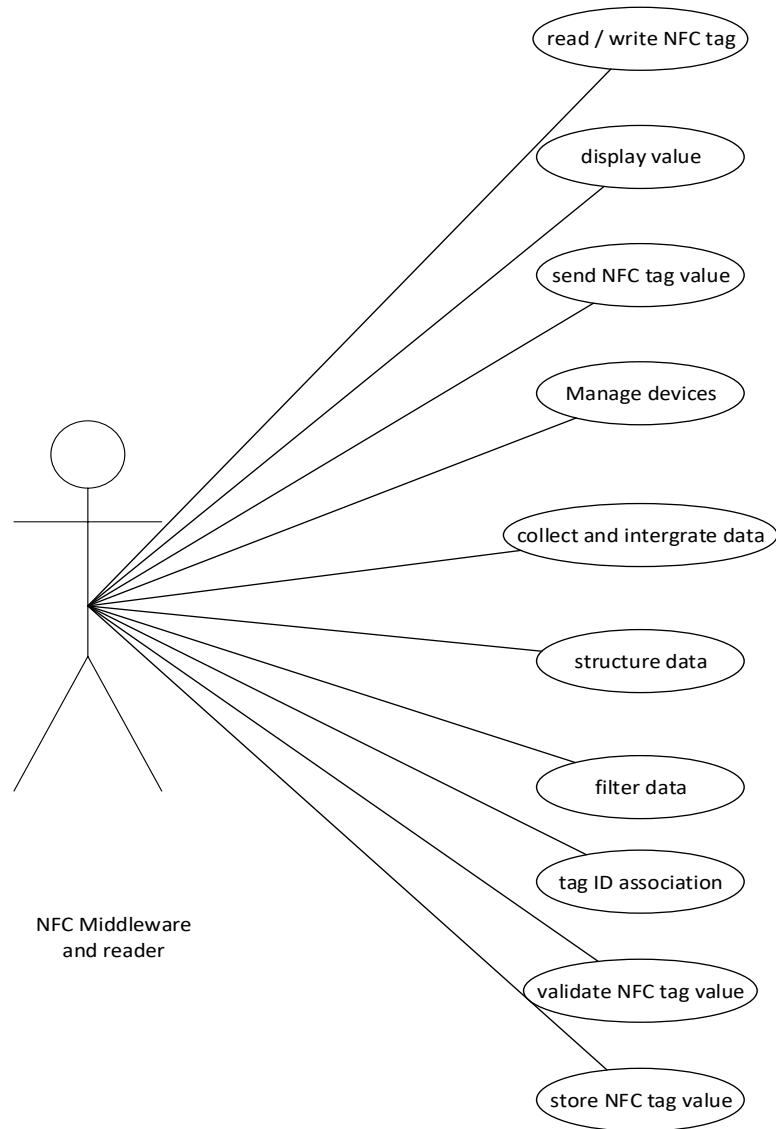 read / write NFC tag
display value
send NFC tag value
Manage devices
collect and intergrate data
structure data
filter data
tag ID association
NFC Middleware
and reader
validate NFC tag value
store NFC tag value